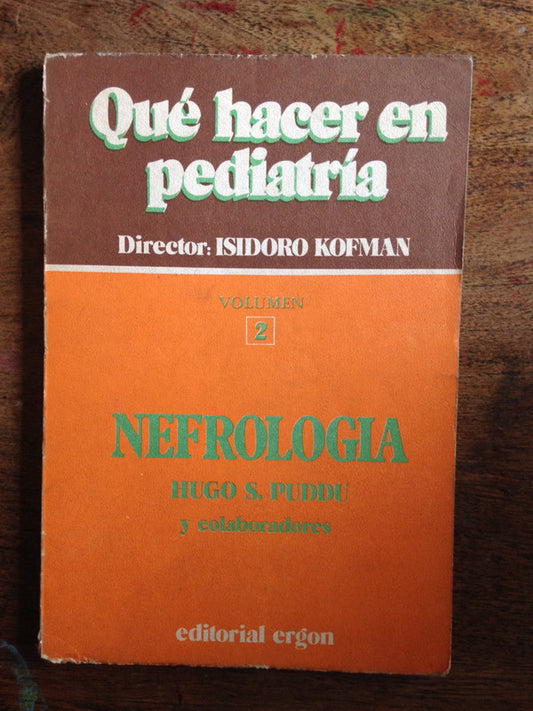 Qué hacer en
pediatría
Director: ISIDORO KOFMAN
VOLUMEN
2
NEFROLOGIA
HUGO S. PUDDU
y colaboradores
editorial ergon